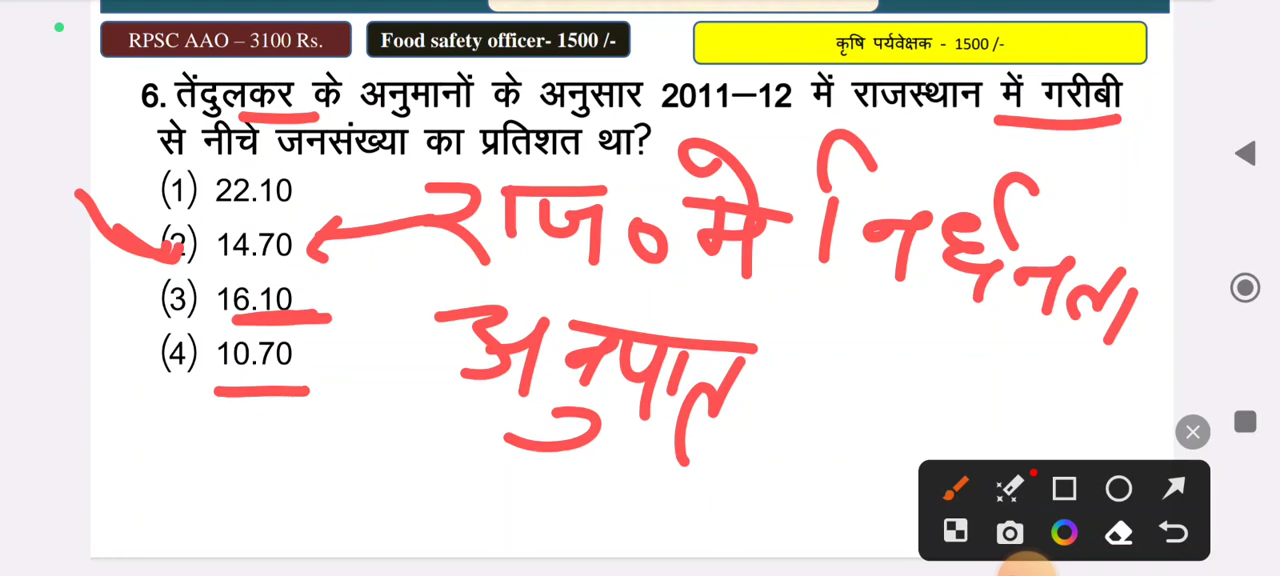 RPSC AAO – 3100 Rs.
Food safety officer- 1500 /-
कृषि पर्यवेक्षक - 1500 /-
6. तेंदुलकर के अनुमानों के अनुसार 2011–12 में राजस्थान में गरीबी
से नीचे जनसंख्या का प्रतिशत था?
(1) 22.10
(2) 14.70
(3) 16.10
(4) 10.70
राज० मे निर्धनता
अनुपात